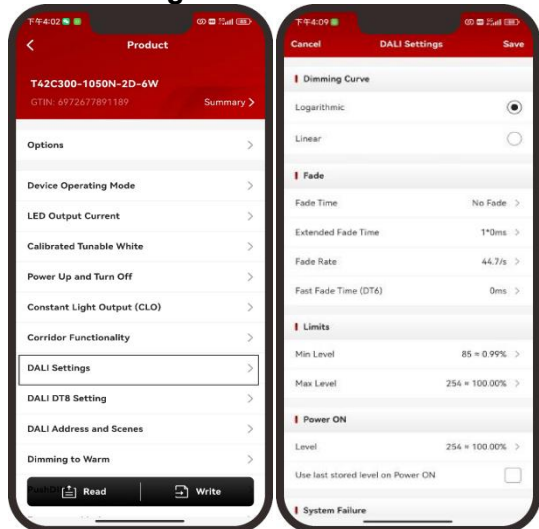 下午4:02
Product
T42C300-1050N-2D-6W
GTIN: 6972677891189 Summary >
Options >
Device Operating Mode >
LED Output Current >
Calibrated Tunable White >
Power Up and Turn Off >
Constant Light Output (CLO) >
Corridor Functionality >
DALI Settings >
DALI DT8 Setting >
DALI Address and Scenes >
Dimming to Warm >
Read Write
下午4:09
Cancel DALI Settings Save
Dimming Curve
Logarithmic
Linear
Fade
Fade Time No Fade >
Extended Fade Time 1*0ms >
Fade Rate 44.7/s >
Fast Fade Time (DT6) 0ms >
Limits
Min Level 85 ≈ 0.99% >
Max Level 254 ≈ 100.00% >
Power ON
Level 254 ≈ 100.00% >
Use last stored level on Power ON
System Failure